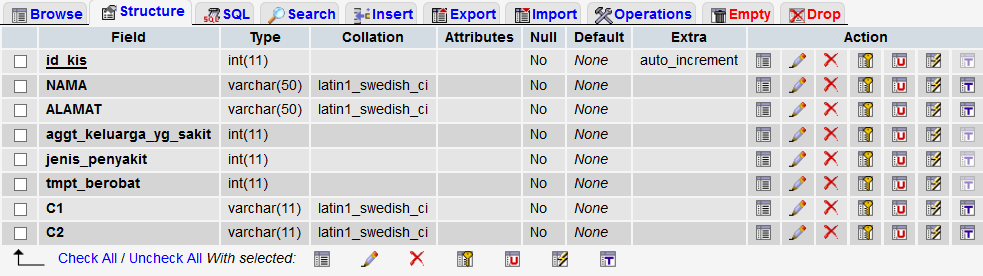 Browse Structure SQL Search Insert Export Import Operations Empty Drop
Field Type Collation Attributes Null Default Extra Action
id_kis int(11) No None auto_increment
NAMA varchar(50) latin1_swedish_ci No None
ALAMAT varchar(50) latin1_swedish_ci No None
aggt_keluarga_yg_sakit int(11) No None
jenis_penyakit int(11) No None
tmpt_berobat int(11) No None
C1 varchar(11) latin1_swedish_ci No None
C2 varchar(11) latin1_swedish_ci No None
Check All / Uncheck All With selected: